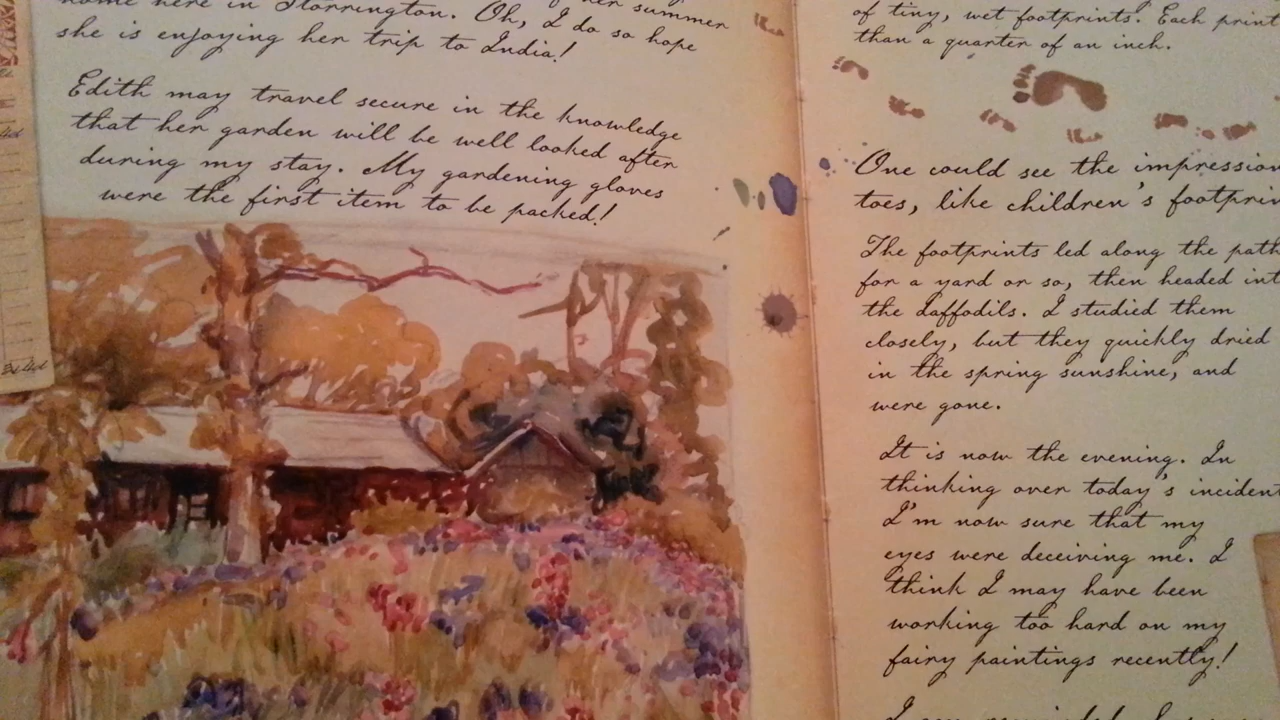 home here in Storrington. Oh, I do so hope
her summer
she is enjoying her trip to India!
Edith may travel secure in the knowledge
that her garden will be well looked after
during my stay. My gardening gloves
were the first item to be packed!
of tiny, wet footprints. Each print
than a quarter of an inch.
One could see the impression
toes, like children's footprin
The footprints led along the path
for a yard or so, then headed int
the daffodils. I studied them
closely, but they quickly dried
in the spring sunshine, and
were gone.
It is now the evening. In
thinking over today's incident
I'm now sure that my
eyes were deceiving me. I
think I may have been
working too hard on my
fairy paintings recently!